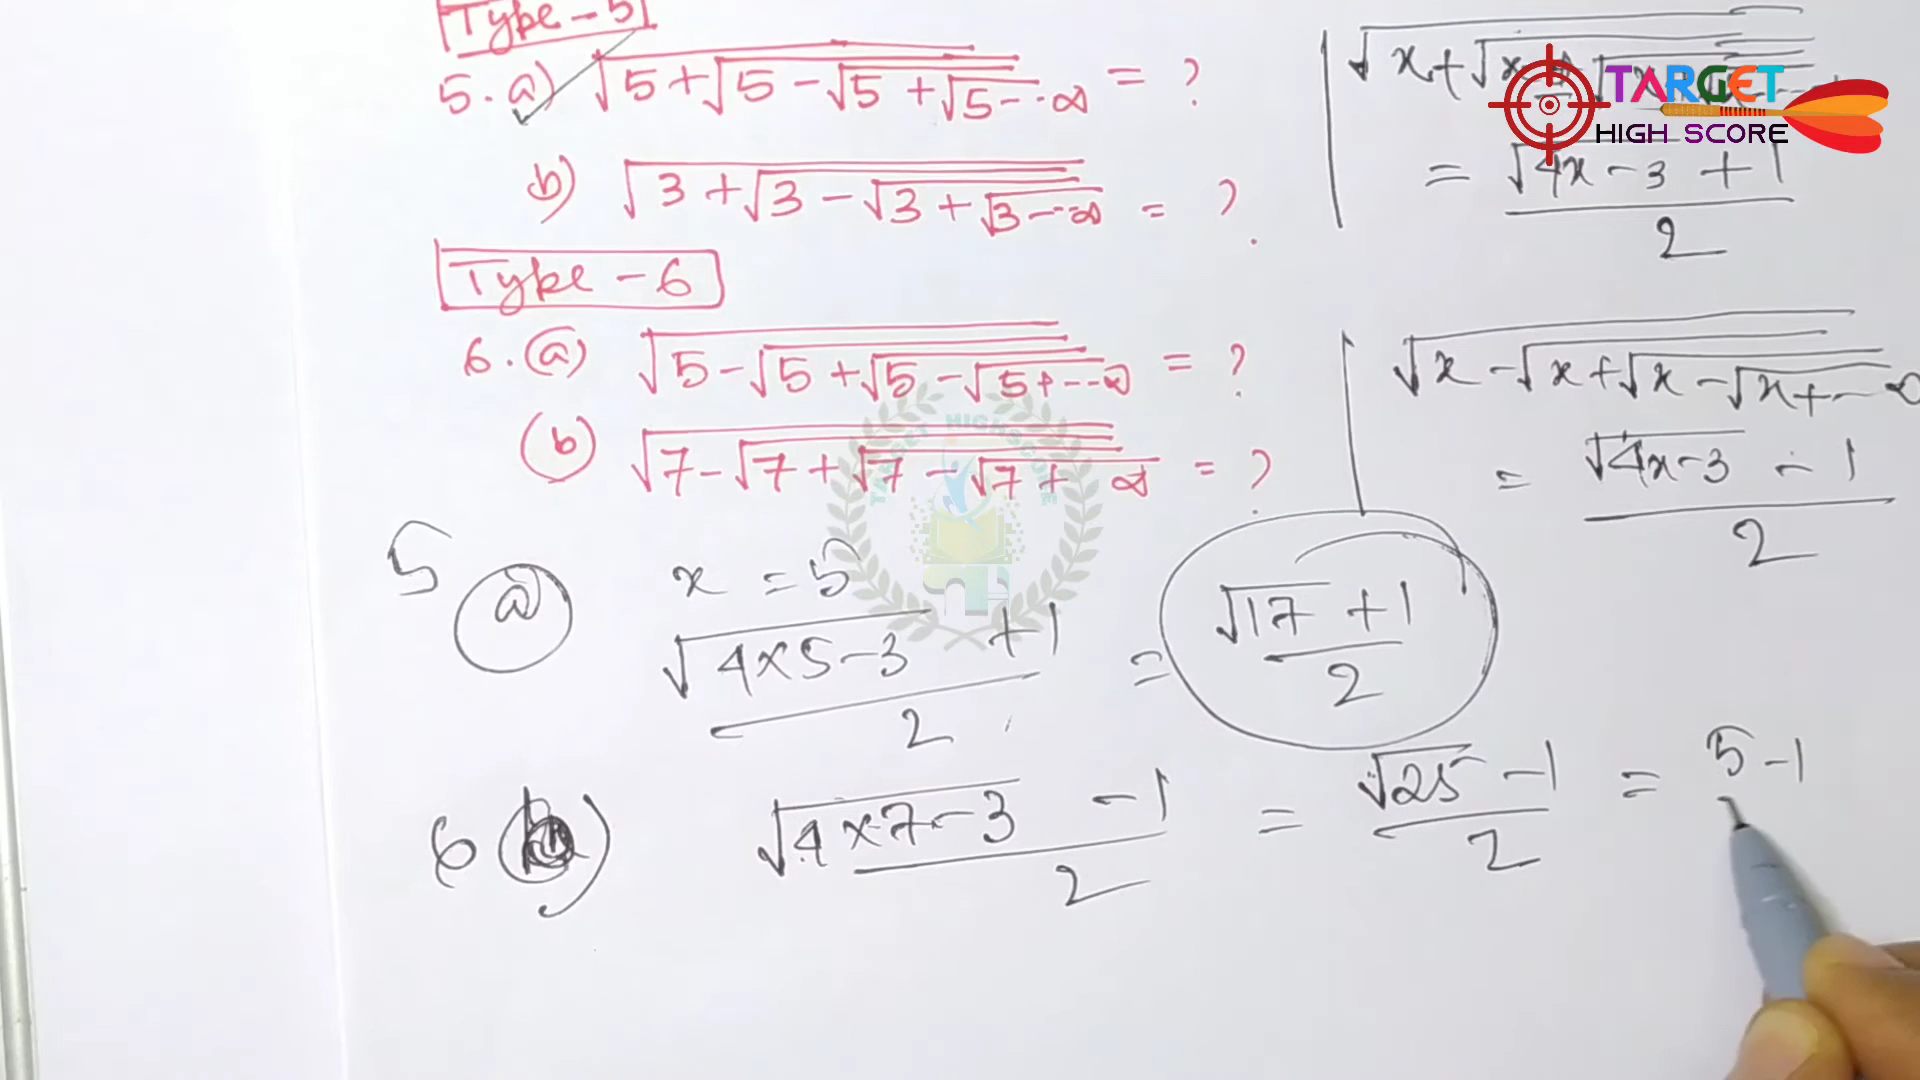 Type - 5
5. a) √5+√5-√5+√5-..∞ = ?
b) √3+√3-√3+√3-..∞ = ?
Type - 6
6. (a) √5-√5+√5-√5+...∞ = ?
(b) √7-√7+√7-√7+ ∞ = ?
√x+√x
= √4x-3 +1
2
TARGET
HIGH SCORE
√x-√x+√x-√x+...∞
= √4x-3 -1
2
TARGET HIGHSCORE
5 (a) x = 5
√4×5-3 +1 = √17 +1
2 2
6 b) √4×7-3 -1 = √25 -1 = 5-1
2 2